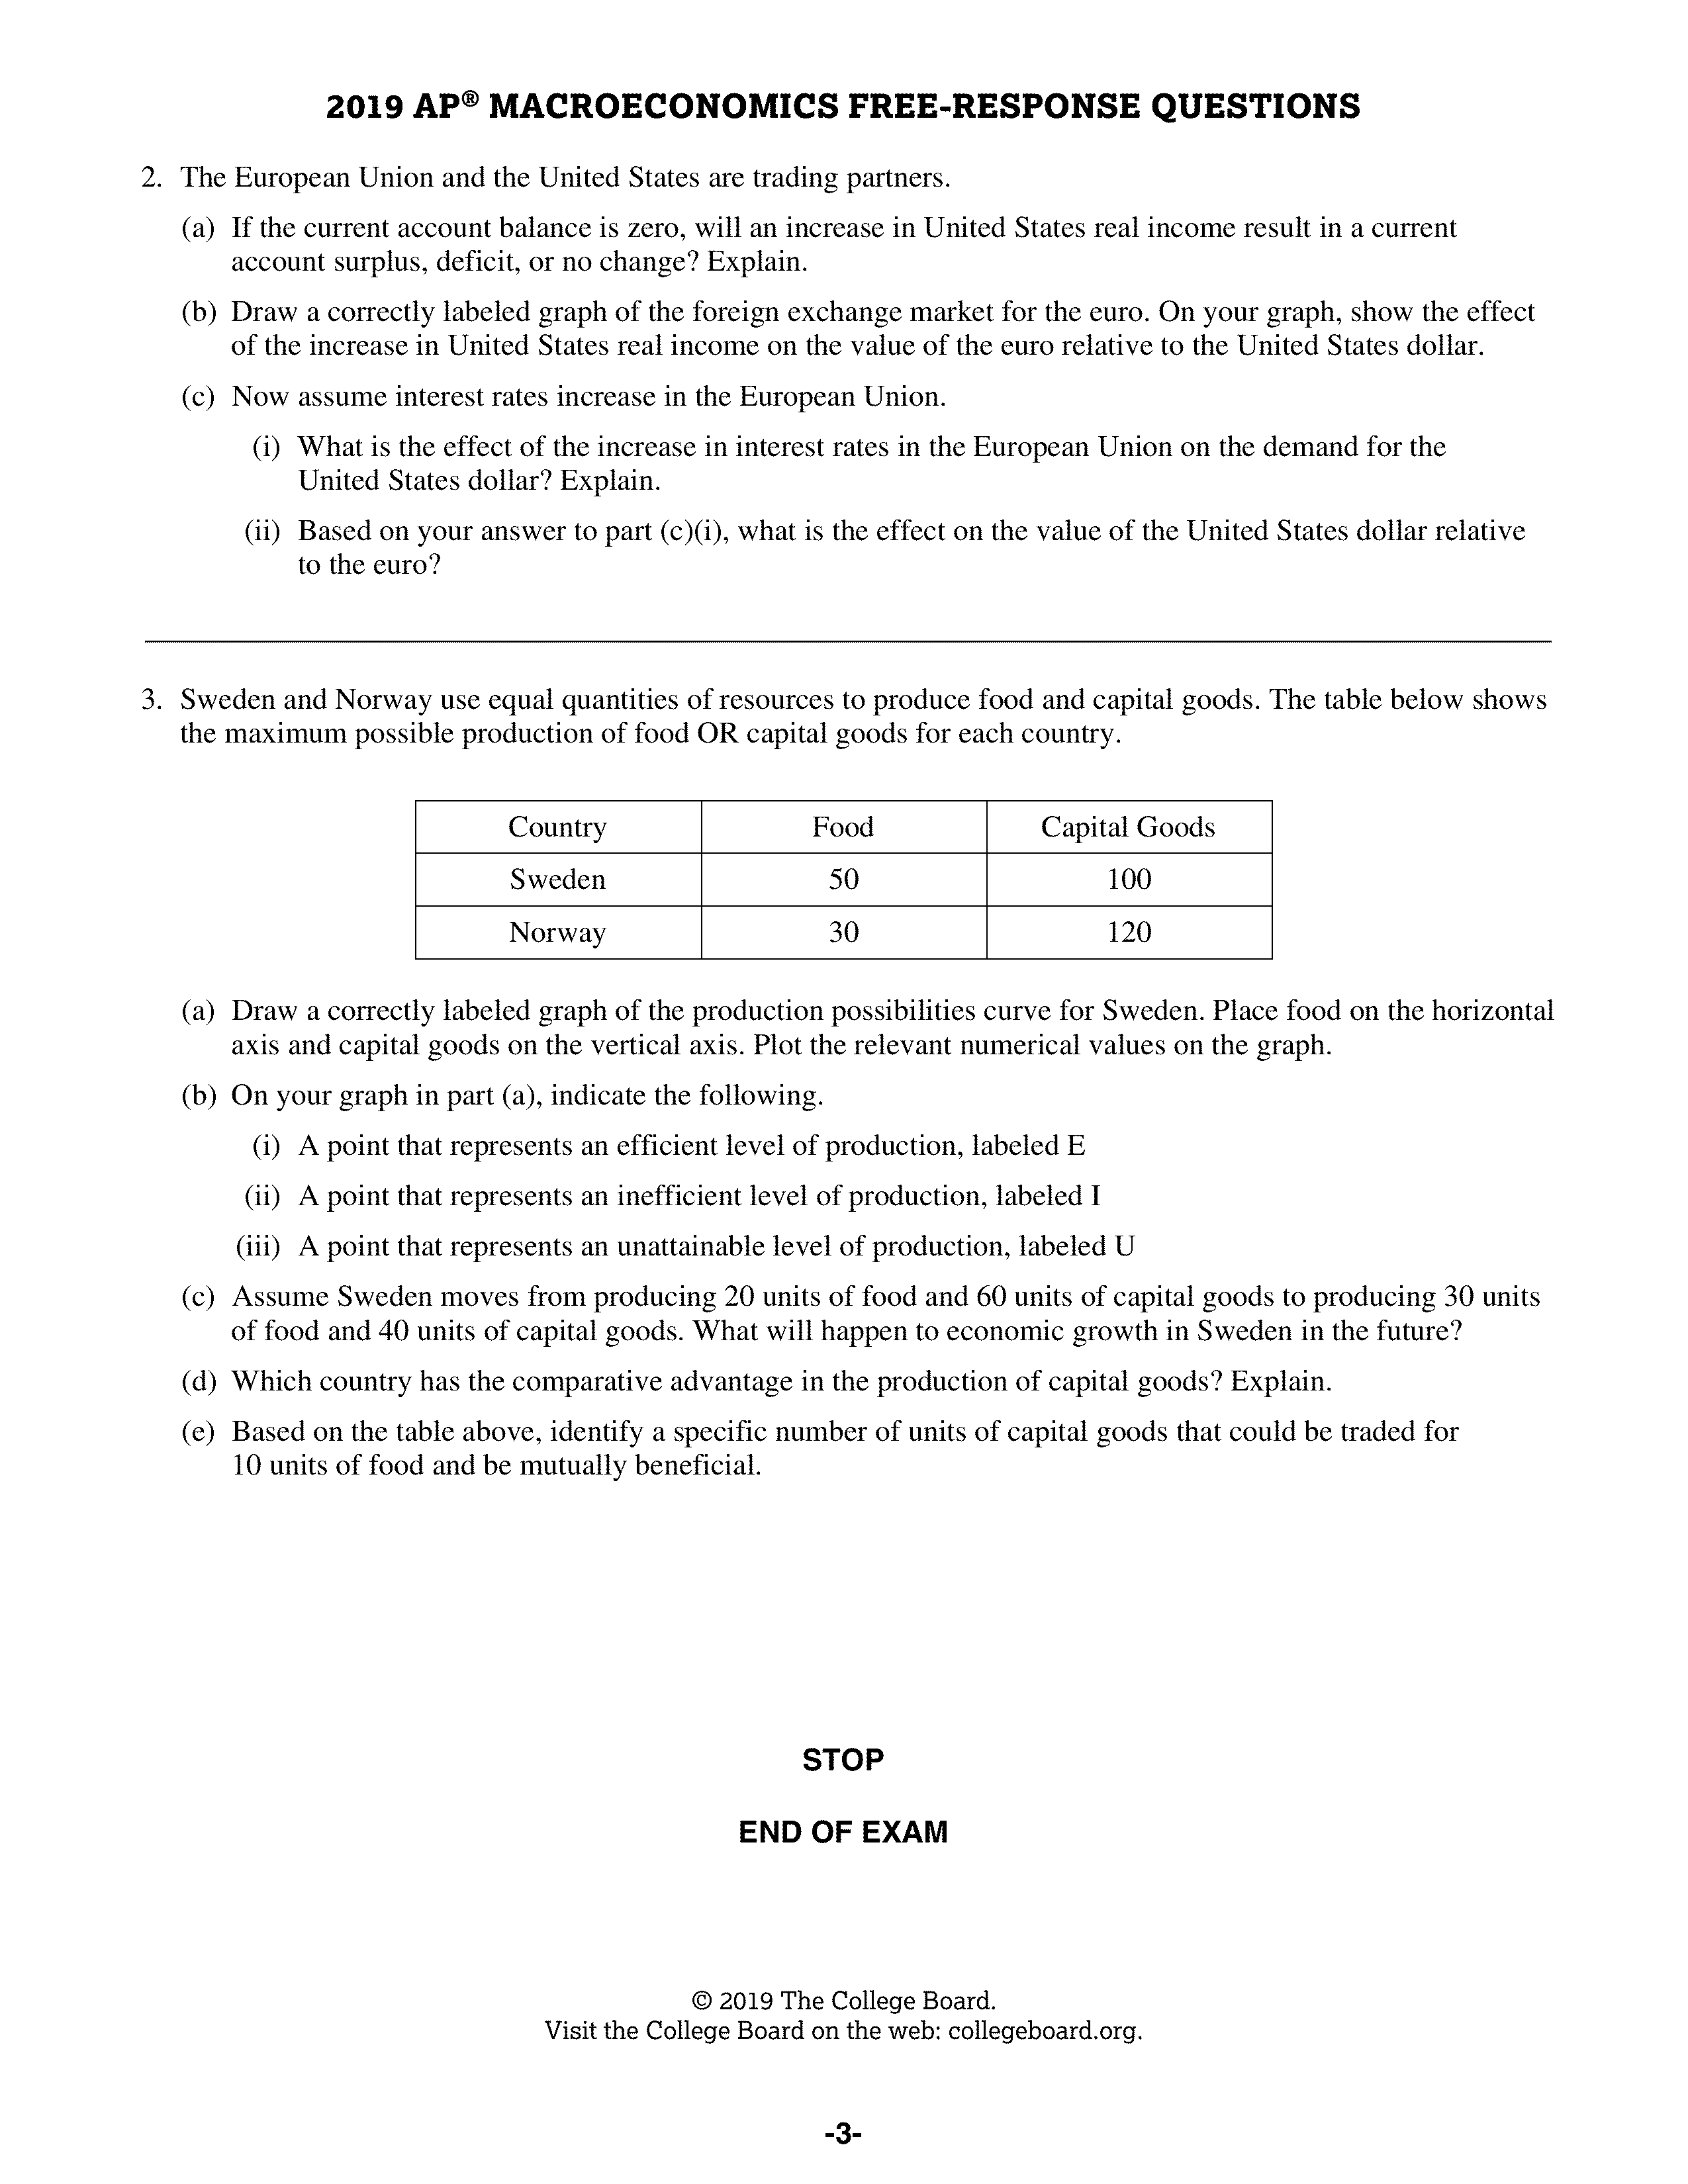 2019 AP® MACROECONOMICS FREE-RESPONSE QUESTIONS
2. The European Union and the United States are trading partners.
(a) If the current account balance is zero, will an increase in United States real income result in a current
account surplus, deficit, or no change? Explain.
(b) Draw a correctly labeled graph of the foreign exchange market for the euro. On your graph, show the effect
of the increase in United States real income on the value of the euro relative to the United States dollar.
(c) Now assume interest rates increase in the European Union.
(i) What is the effect of the increase in interest rates in the European Union on the demand for the
United States dollar? Explain.
(ii) Based on your answer to part (c)(i), what is the effect on the value of the United States dollar relative
to the euro?
3. Sweden and Norway use equal quantities of resources to produce food and capital goods. The table below shows
the maximum possible production of food OR capital goods for each country.
Country Food Capital Goods
Sweden 50 100
Norway 30 120
(a) Draw a correctly labeled graph of the production possibilities curve for Sweden. Place food on the horizontal
axis and capital goods on the vertical axis. Plot the relevant numerical values on the graph.
(b) On your graph in part (a), indicate the following.
(i) A point that represents an efficient level of production, labeled E
(ii) A point that represents an inefficient level of production, labeled I
(iii) A point that represents an unattainable level of production, labeled U
(c) Assume Sweden moves from producing 20 units of food and 60 units of capital goods to producing 30 units
of food and 40 units of capital goods. What will happen to economic growth in Sweden in the future?
(d) Which country has the comparative advantage in the production of capital goods? Explain.
(e) Based on the table above, identify a specific number of units of capital goods that could be traded for
10 units of food and be mutually beneficial.
STOP
END OF EXAM
© 2019 The College Board.
Visit the College Board on the web: collegeboard.org.
-3-